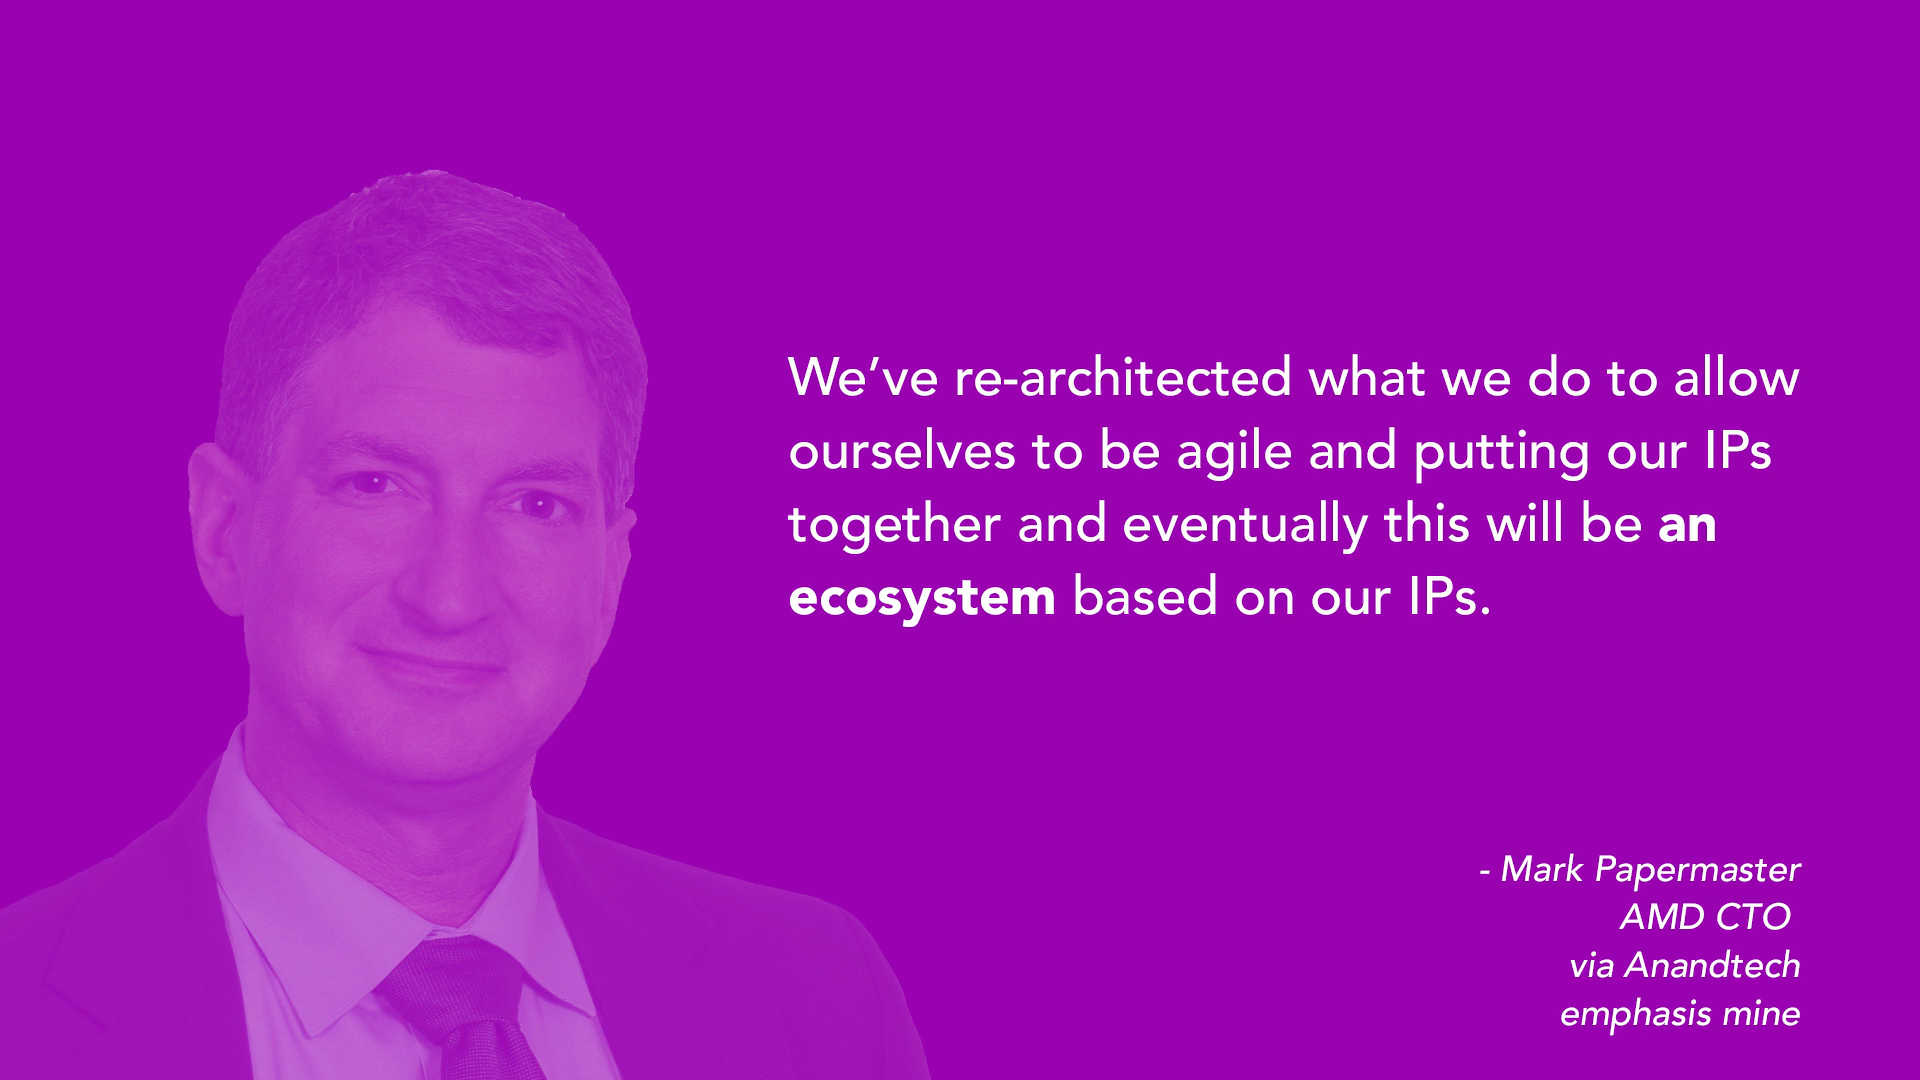 We’ve re-architected what we do to allow
ourselves to be agile and putting our IPs
together and eventually this will be an
ecosystem based on our IPs.
- Mark Papermaster
AMD CTO
via Anandtech
emphasis mine